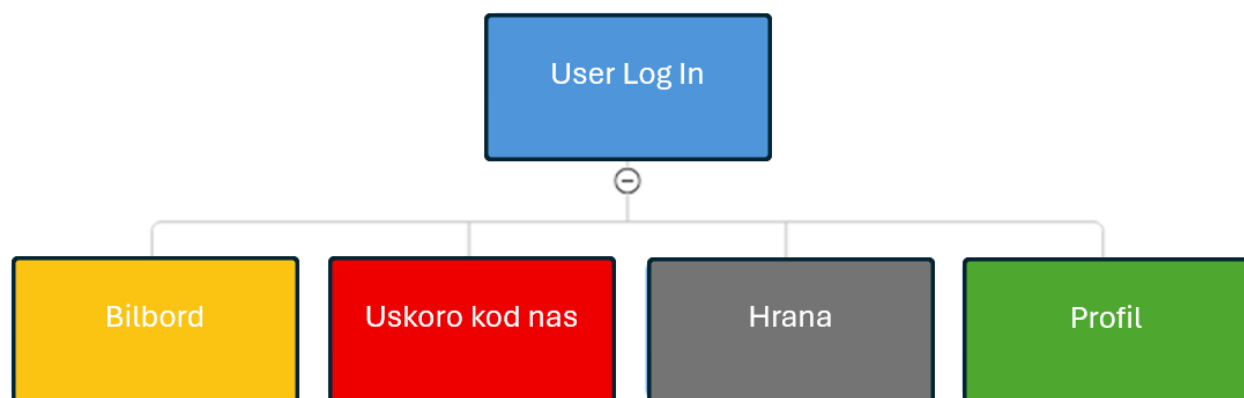 User Log In
Bilbord
Uskoro kod nas
Hrana
Profil